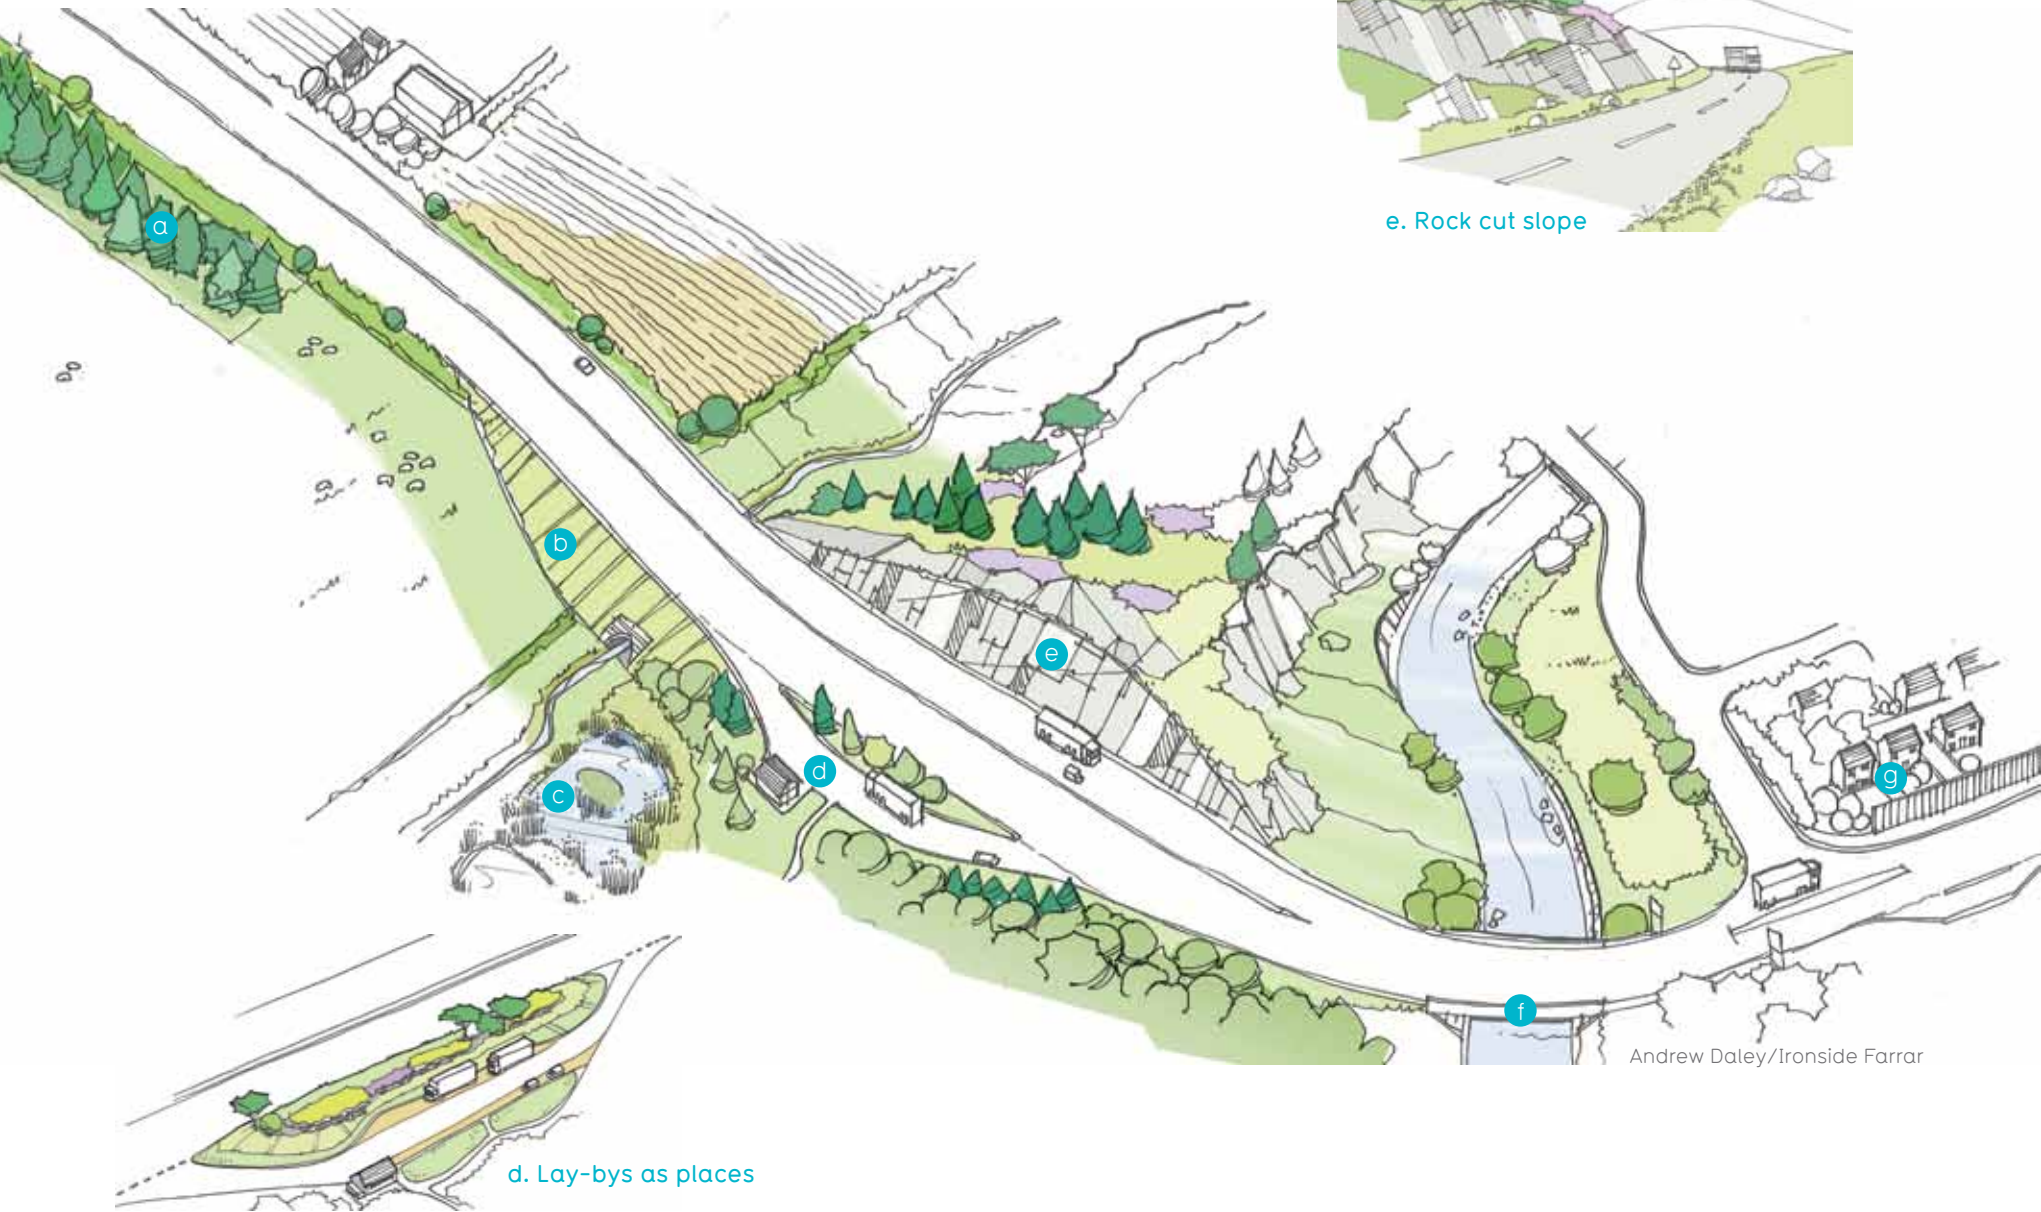 e. Rock cut slope
a
b
e
d
g
c
f
Andrew Daley/Ironside Farrar
d. Lay-bys as places